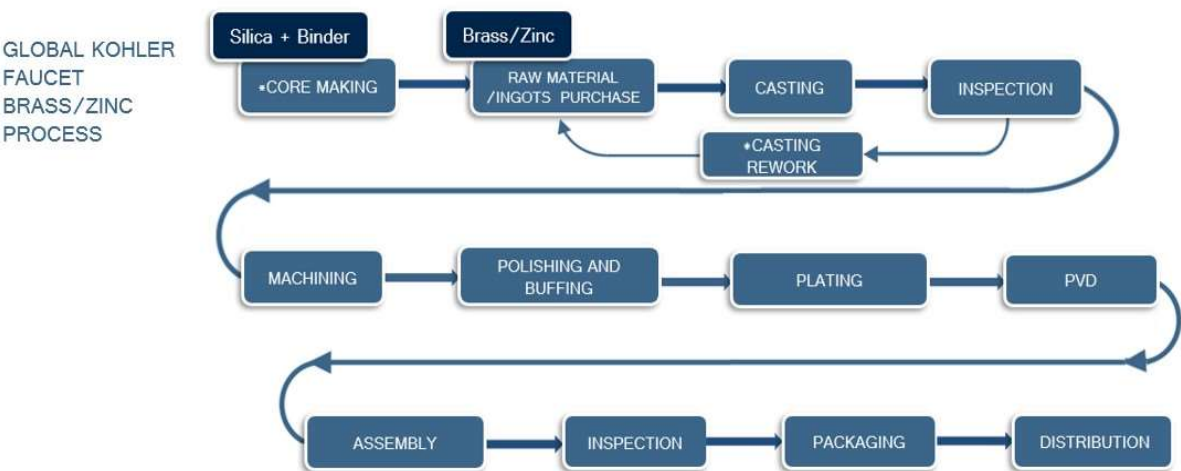 GLOBAL KOHLER
FAUCET
BRASS/ZINC
PROCESS
Silica + Binder
*CORE MAKING
Brass/Zinc
RAW MATERIAL
/INGOTS PURCHASE
CASTING
INSPECTION
*CASTING
REWORK
MACHINING
POLISHING AND
BUFFING
PLATING
PVD
ASSEMBLY
INSPECTION
PACKAGING
DISTRIBUTION